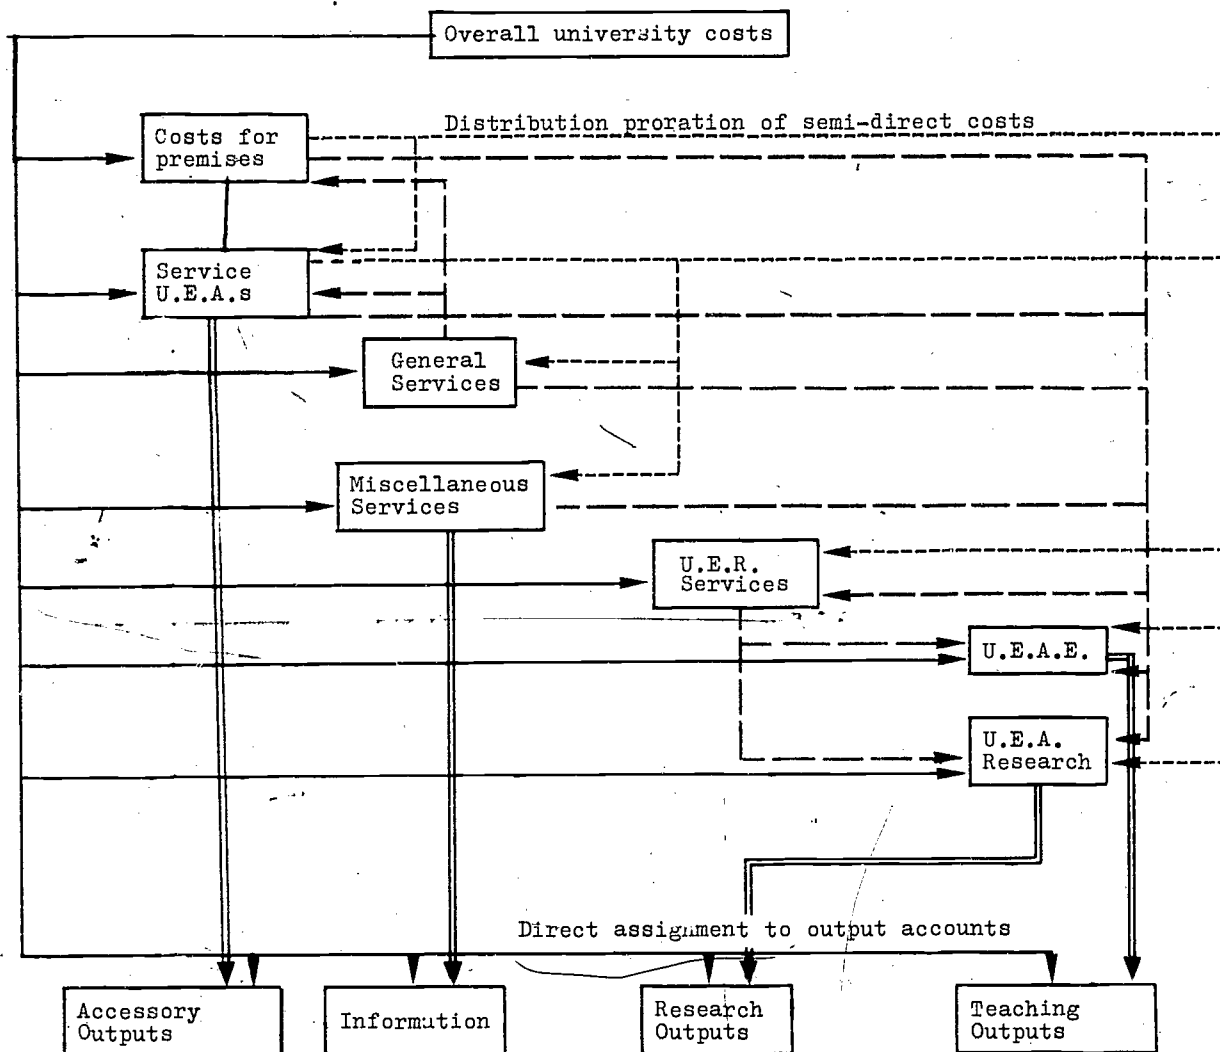 Overall university costs
Distribution proration of semi-direct costs
Costs for
premises
Service
U.E.A.s
General
Services
Miscellaneous
Services
U.E.R.
Services
U.E.A.E.
U.E.A.
Research
Direct assignment to output accounts
Accessory
Outputs
Information
Research
Outputs
Teaching
Outputs